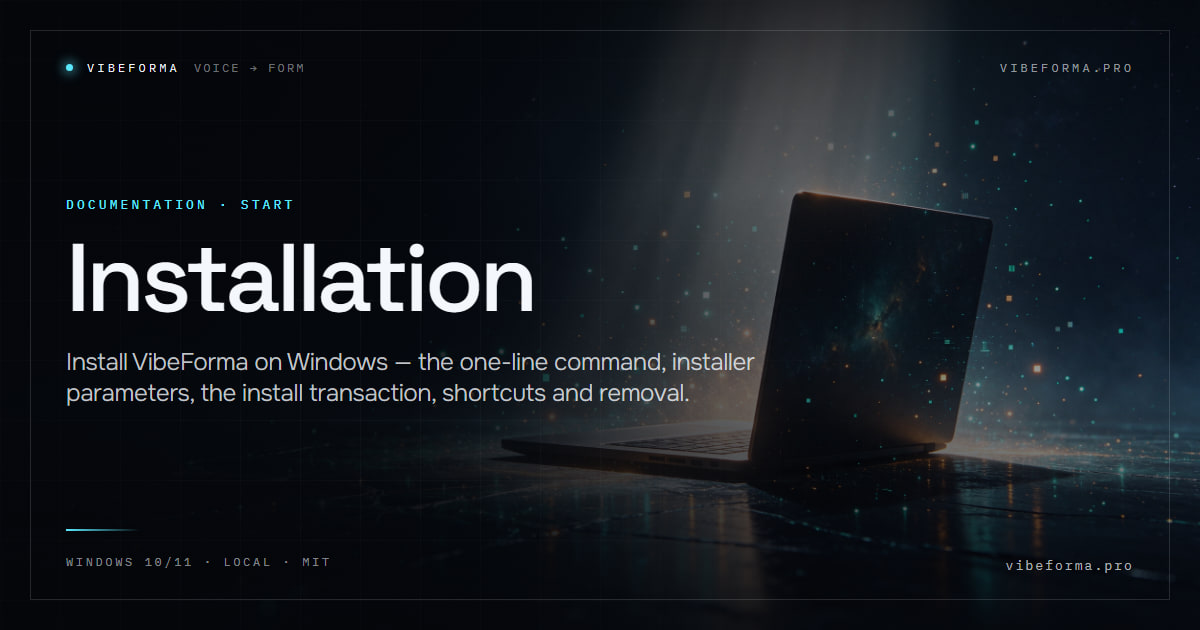 VIBEFORMA VOICE → FORM
VIBEFORMA.PRO
DOCUMENTATION · START
Installation
Install VibeForma on Windows — the one-line command, installer
parameters, the install transaction, shortcuts and removal.
WINDOWS 10/11 · LOCAL · MIT
vibeforma.pro